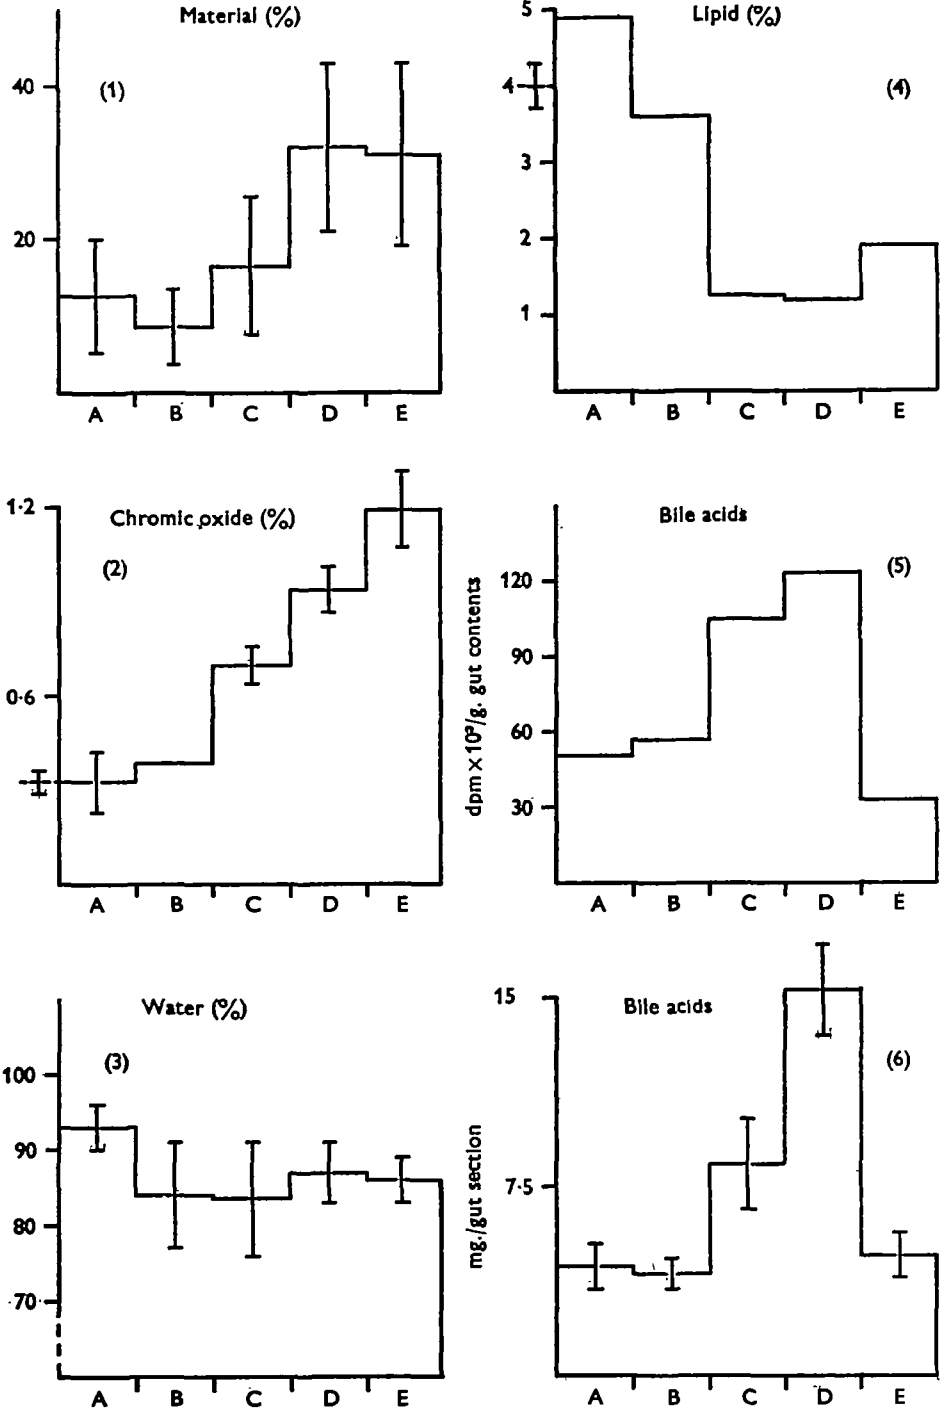 Material (%)
(1)
40
20
A B C D E
Lipid (%)
(4)
5
4
3
2
1
A B C D E
Chromic oxide (%)
(2)
1·2
0·6
A B C D E
Bile acids
(5)
dpm × 10³/g. gut contents
120
90
60
30
A B C D E
Water (%)
(3)
100
90
80
70
A B C D E
Bile acids
(6)
mg./gut section
15
7·5
A B C D E